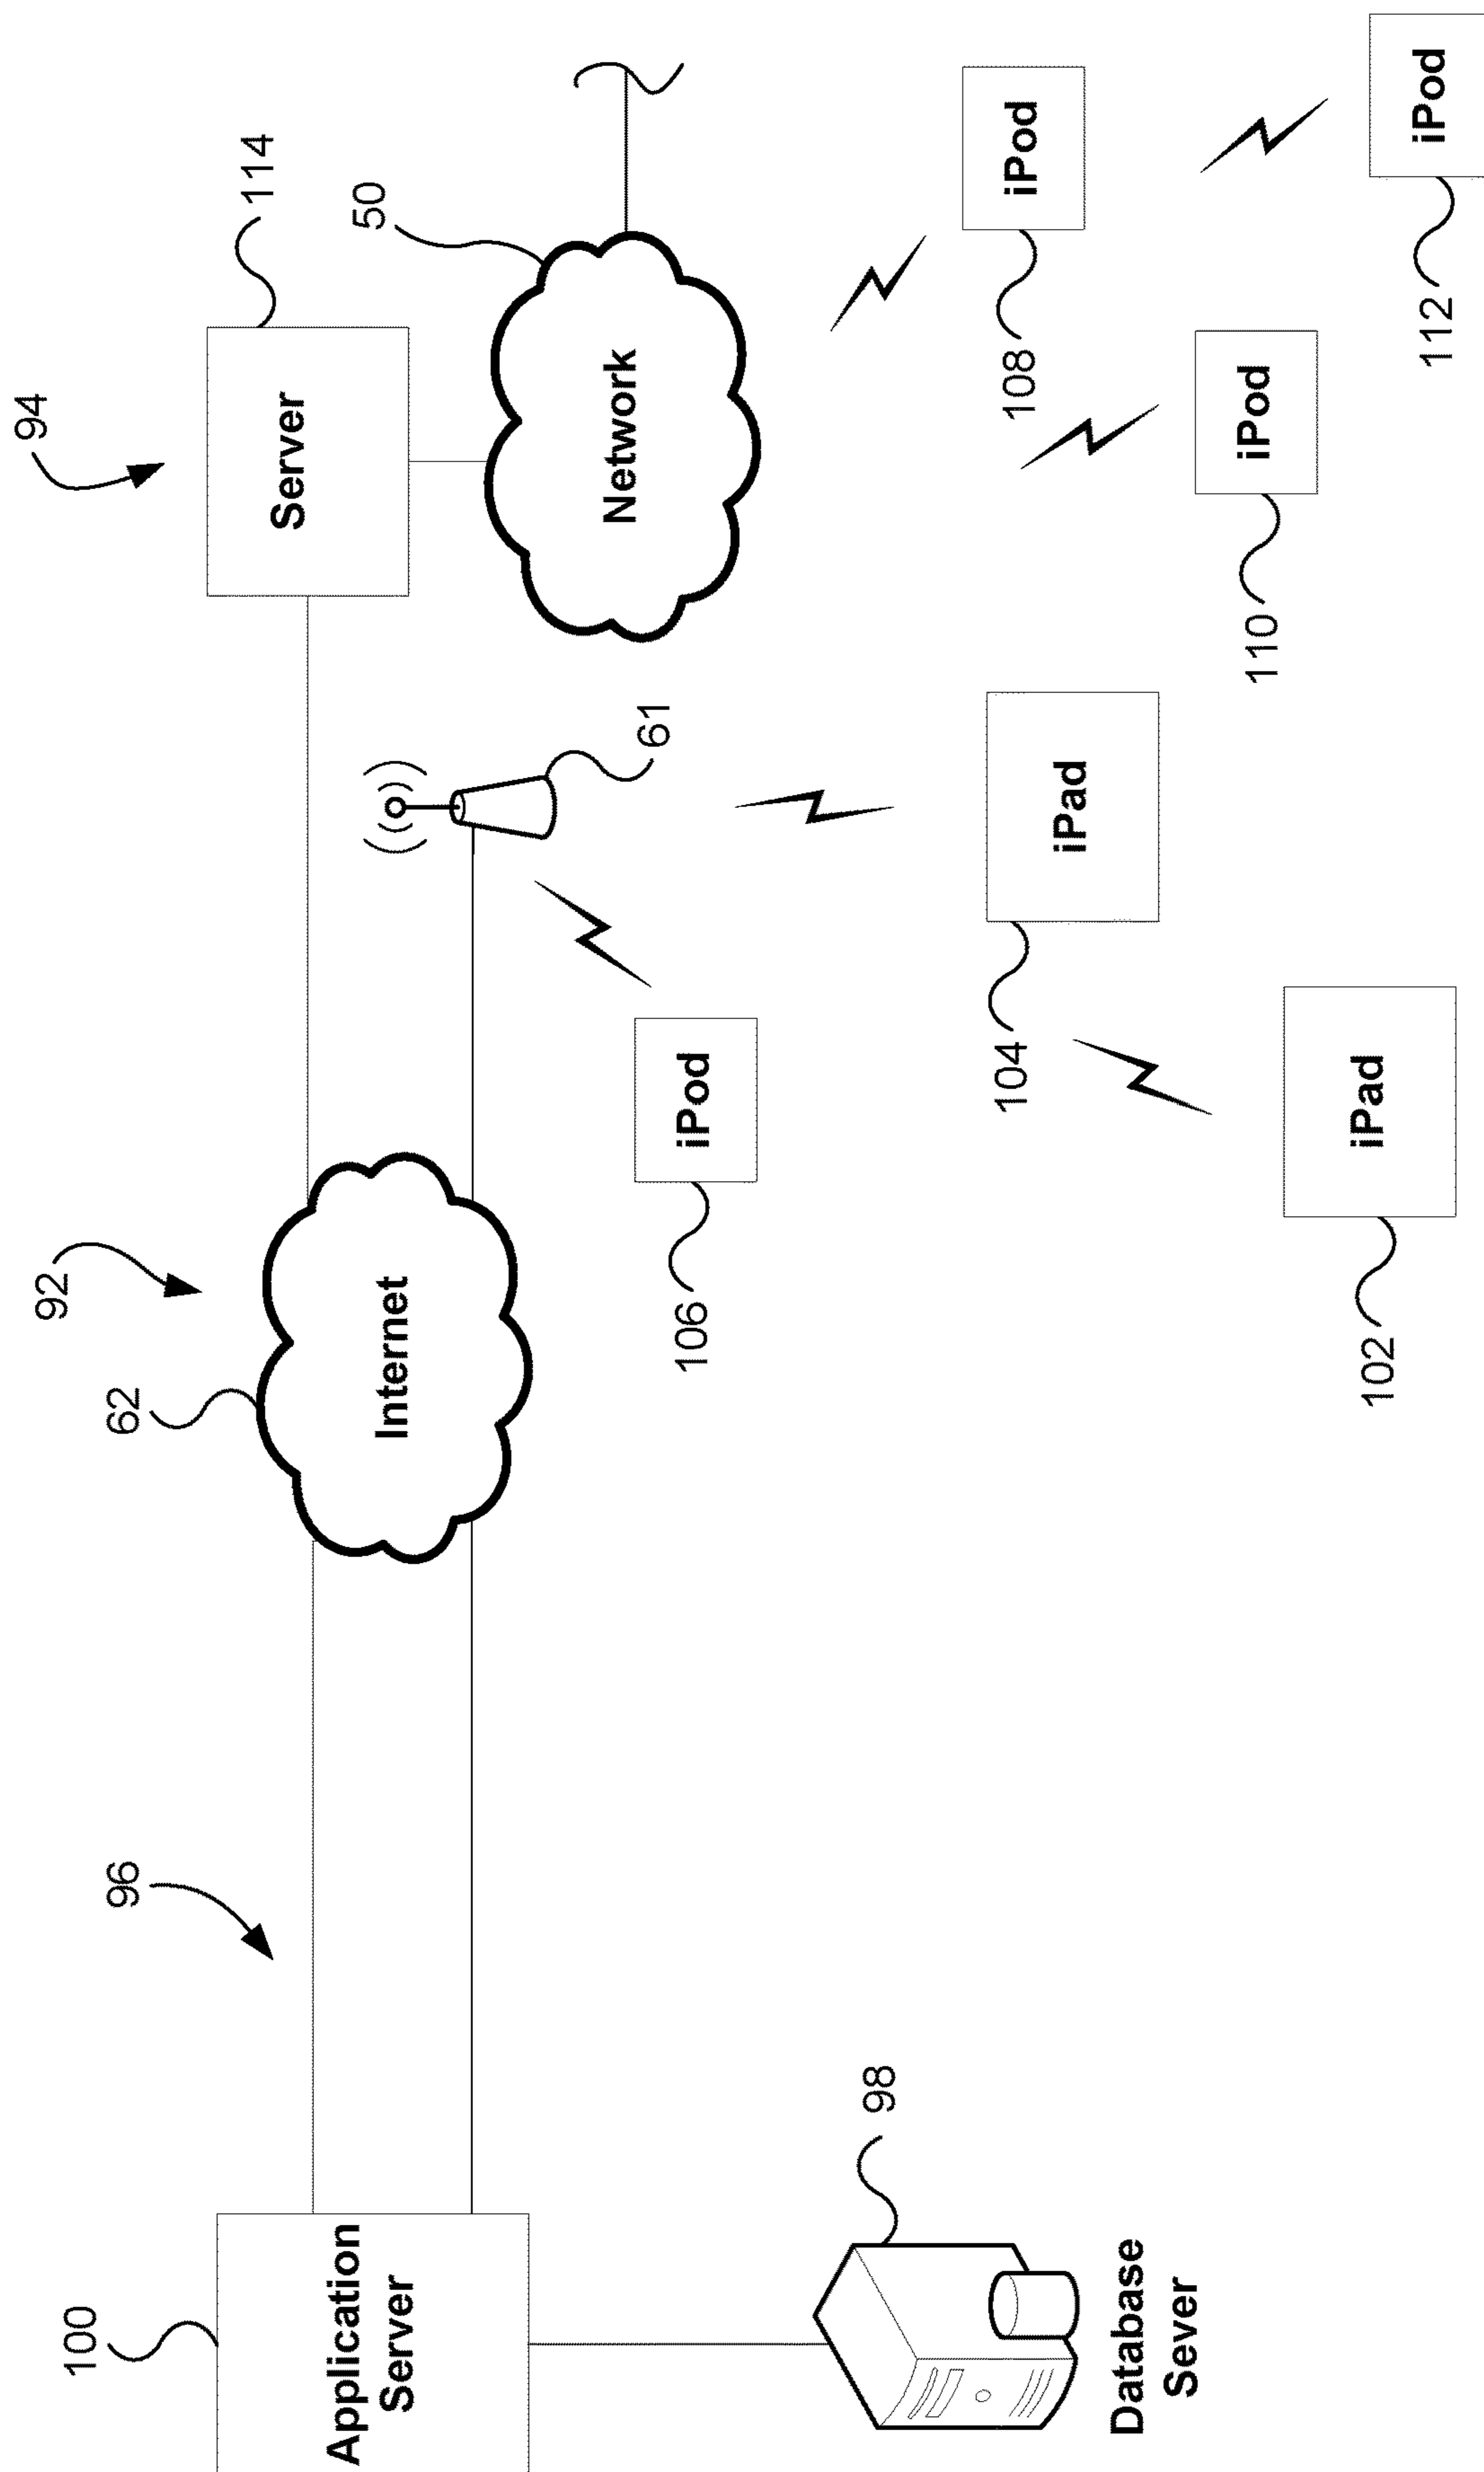 94
92
100
96
62
114
Server
50
Application
Server
Internet
Network
61
106
iPod
98
104
iPad
108
iPod
Database
Sever
110
iPod
102
iPad
112
iPod